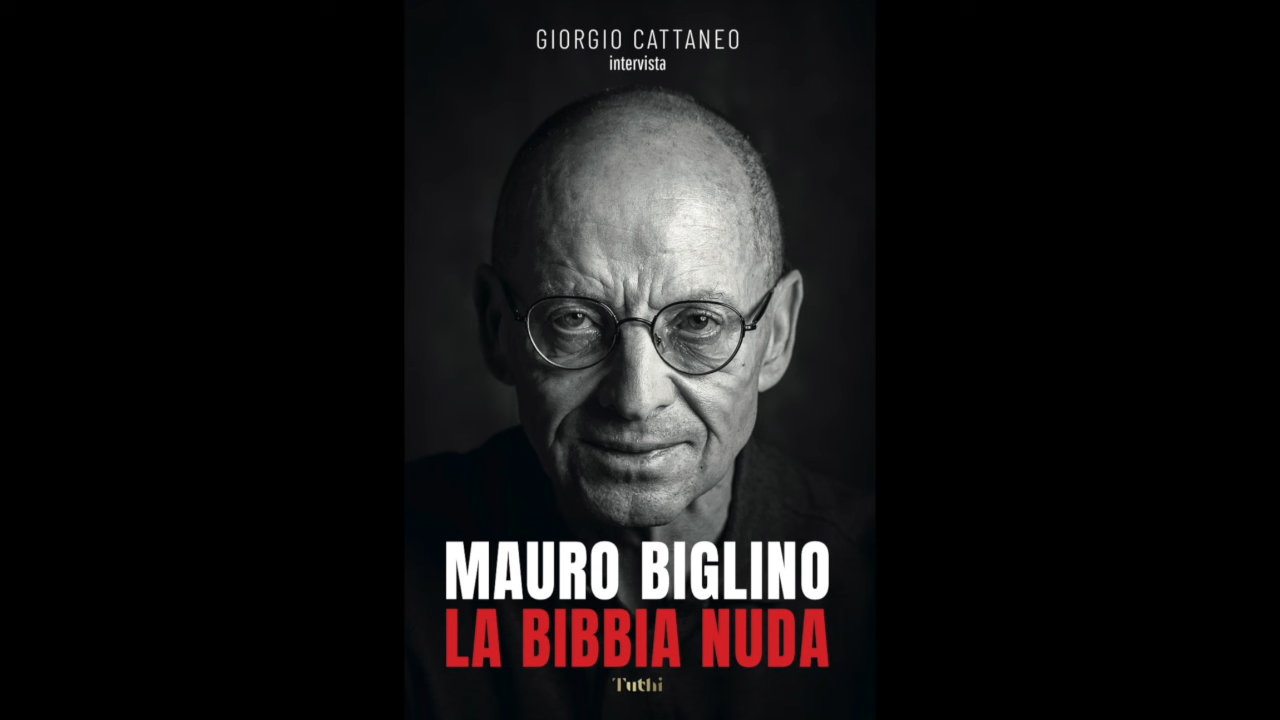 GIORGIO CATTANEO
intervista
MAURO BIGLINO
LA BIBBIA NUDA
Tuthi